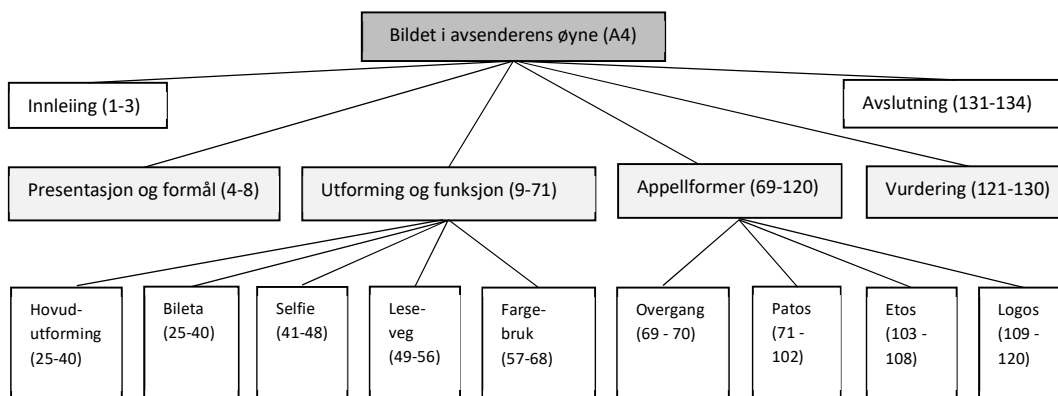 Bildet i avsenderens øyne (A4)
Innleiing (1-3)
Avslutning (131-134)
Presentasjon og formål (4-8)
Utforming og funksjon (9-71)
Appellformer (69-120)
Vurdering (121-130)
Hovud-
utforming
(25-40)
Bileta
(25-40)
Selfie
(41-48)
Lese-
veg
(49-56)
Farge-
bruk
(57-68)
Overgang
(69 - 70)
Patos
(71 -
102)
Etos
(103 -
108)
Logos
(109 -
120)